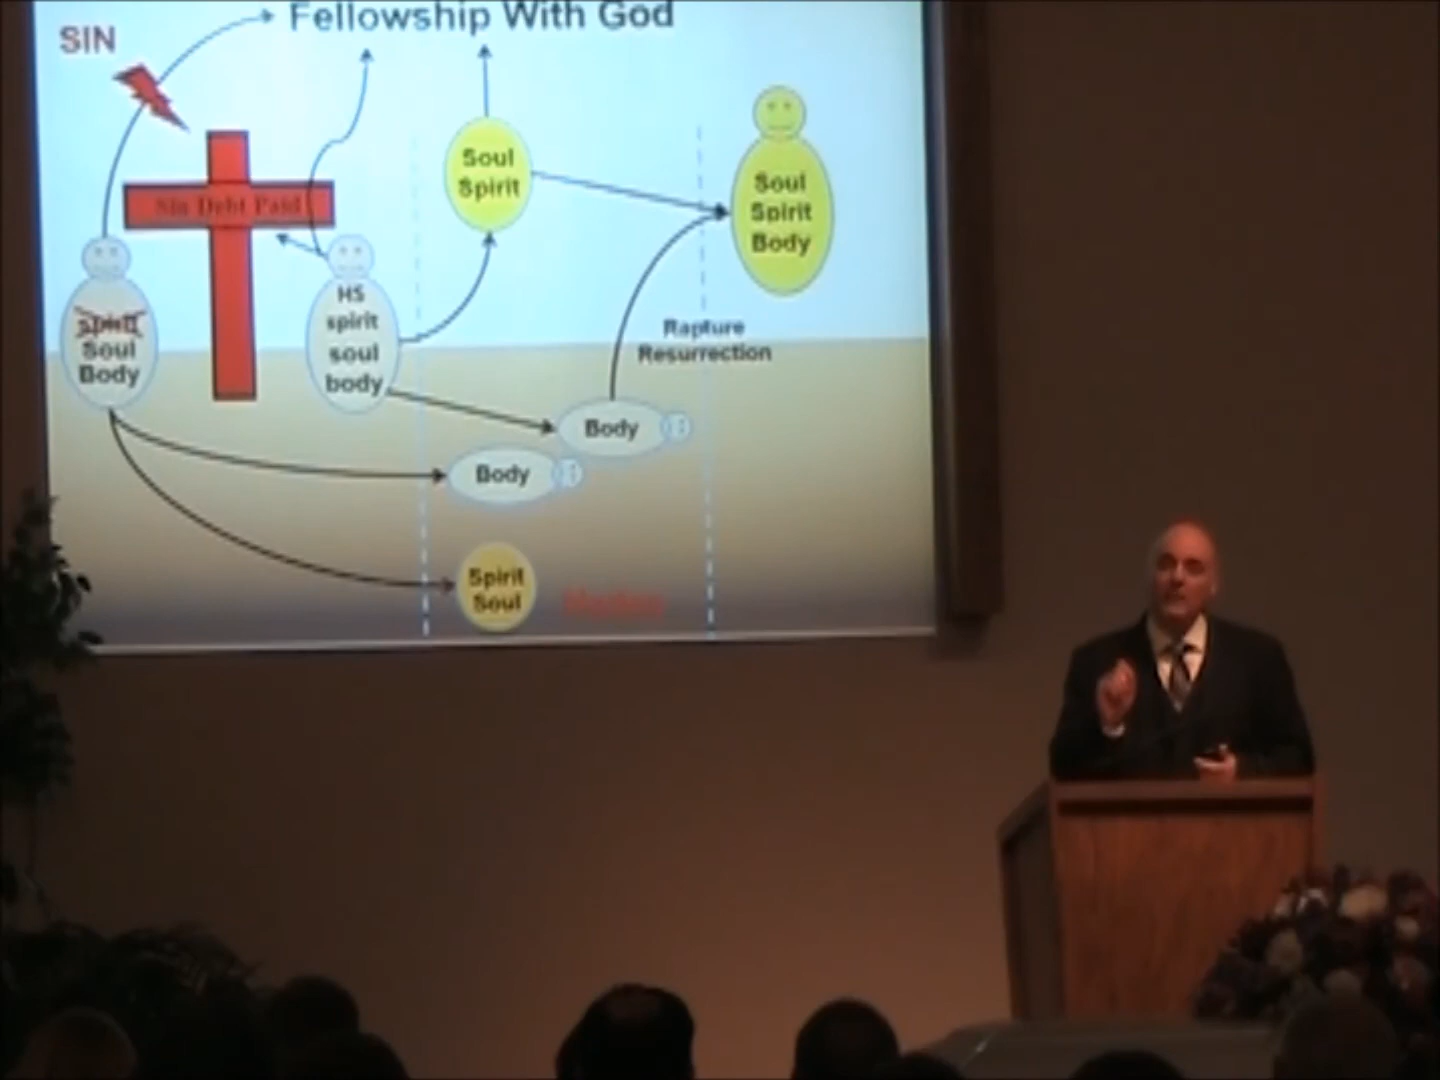 Fellowship With God
SIN
Soul
Spirit
Soul
Spirit
Body
Sin Debt Paid
HS
spirit
soul
body
spirit
Soul
Body
Rapture
Resurrection
Body
Body
Spirit
Soul